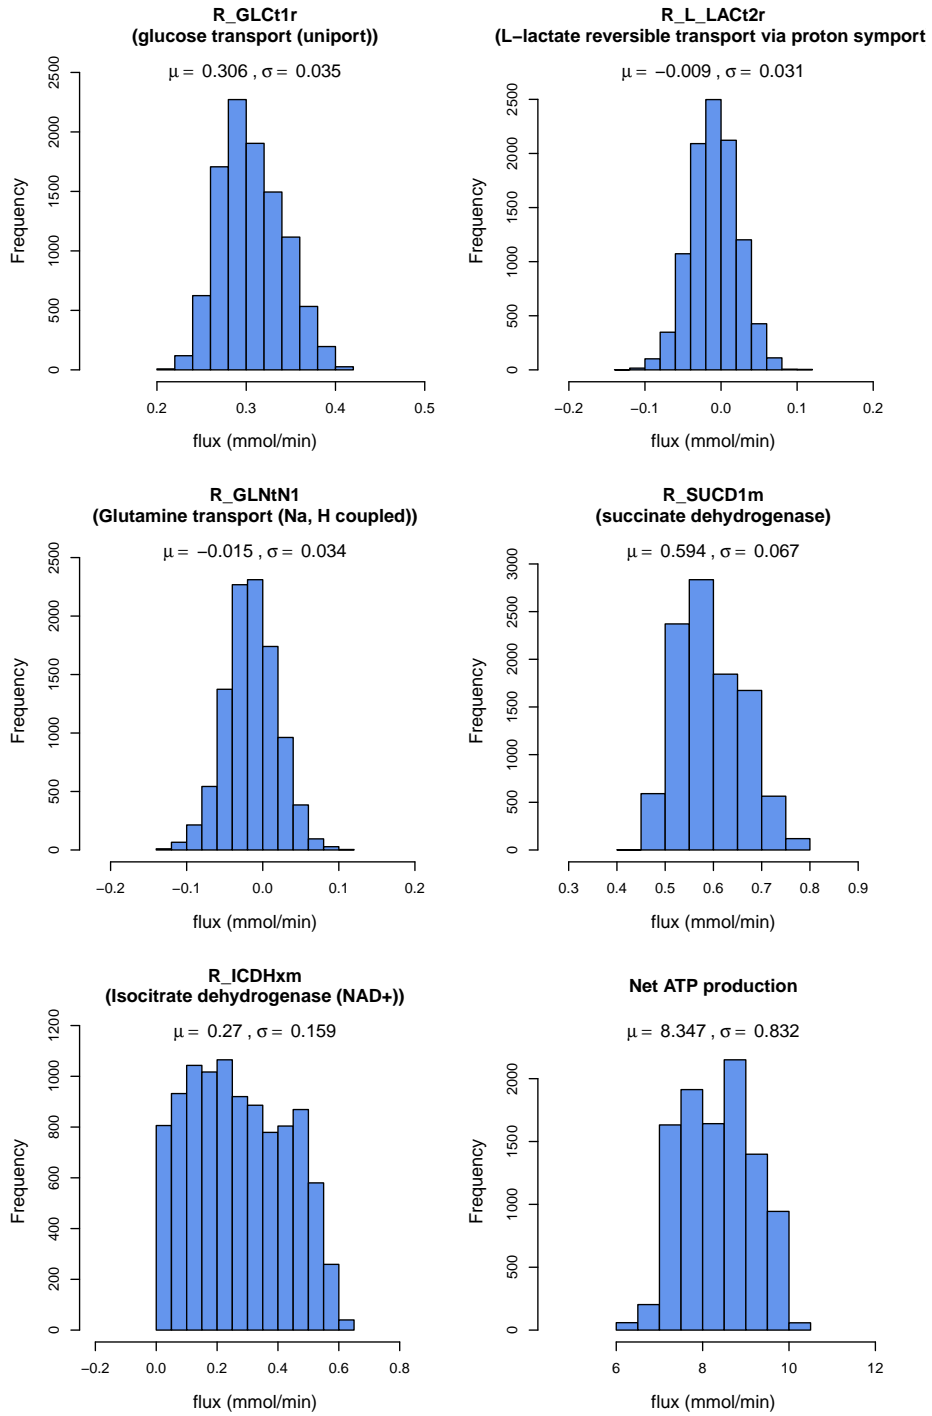 R_GLCt1r
(glucose transport (uniport))
μ = 0.306 , σ = 0.035
Frequency
0
500
1000
1500
2000
2500
0.2
0.3
0.4
0.5
flux (mmol/min)
R_L_LACt2r
(L−lactate reversible transport via proton symport
μ = −0.009 , σ = 0.031
Frequency
0
500
1000
1500
2000
2500
−0.2
−0.1
0.0
0.1
0.2
flux (mmol/min)
R_GLNtN1
(Glutamine transport (Na, H coupled))
μ = −0.015 , σ = 0.034
Frequency
0
500
1000
1500
2000
2500
−0.2
−0.1
0.0
0.1
0.2
flux (mmol/min)
R_SUCD1m
(succinate dehydrogenase)
μ = 0.594 , σ = 0.067
Frequency
0
500
1000
1500
2000
2500
3000
0.3
0.4
0.5
0.6
0.7
0.8
0.9
flux (mmol/min)
R_ICDHxm
(Isocitrate dehydrogenase (NAD+))
μ = 0.27 , σ = 0.159
Frequency
0
200
400
600
800
1000
1200
−0.2
0.0
0.2
0.4
0.6
0.8
flux (mmol/min)
Net ATP production
μ = 8.347 , σ = 0.832
Frequency
0
500
1000
1500
2000
6
8
10
12
flux (mmol/min)